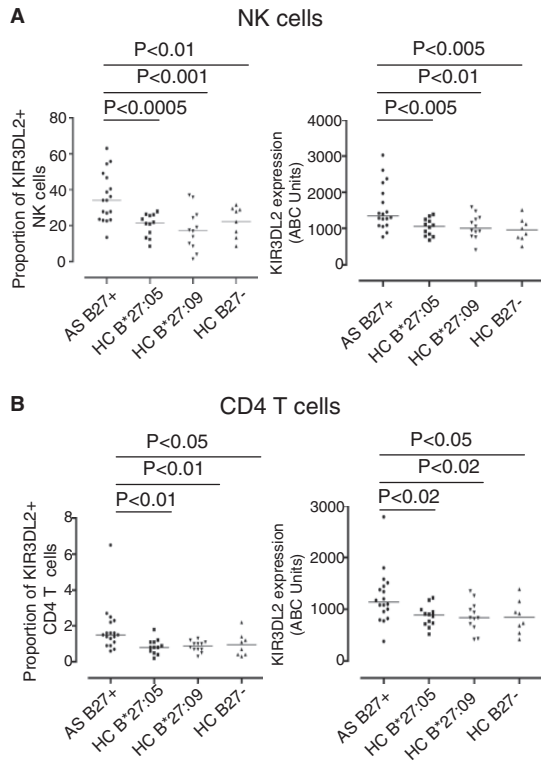 A
NK cells
P<0.01
P<0.001
P<0.0005
Proportion of KIR3DL2+
NK cells
80
60
40
20
0
AS B27+
HC B*27:05
HC B*27:09
HC B27-
P<0.005
P<0.01
P<0.005
KIR3DL2 expression
(ABC Units)
4000
3000
2000
1000
0
AS B27+
HC B*27:05
HC B*27:09
HC B27-
B
CD4 T cells
P<0.05
P<0.01
P<0.01
Proportion of KIR3DL2+
CD4 T cells
8
6
4
2
0
AS B27+
HC B*27:05
HC B*27:09
HC B27-
P<0.05
P<0.02
P<0.02
KIR3DL2 expression
(ABC Units)
3000
2000
1000
0
AS B27+
HC B*27:05
HC B*27:09
HC B27-